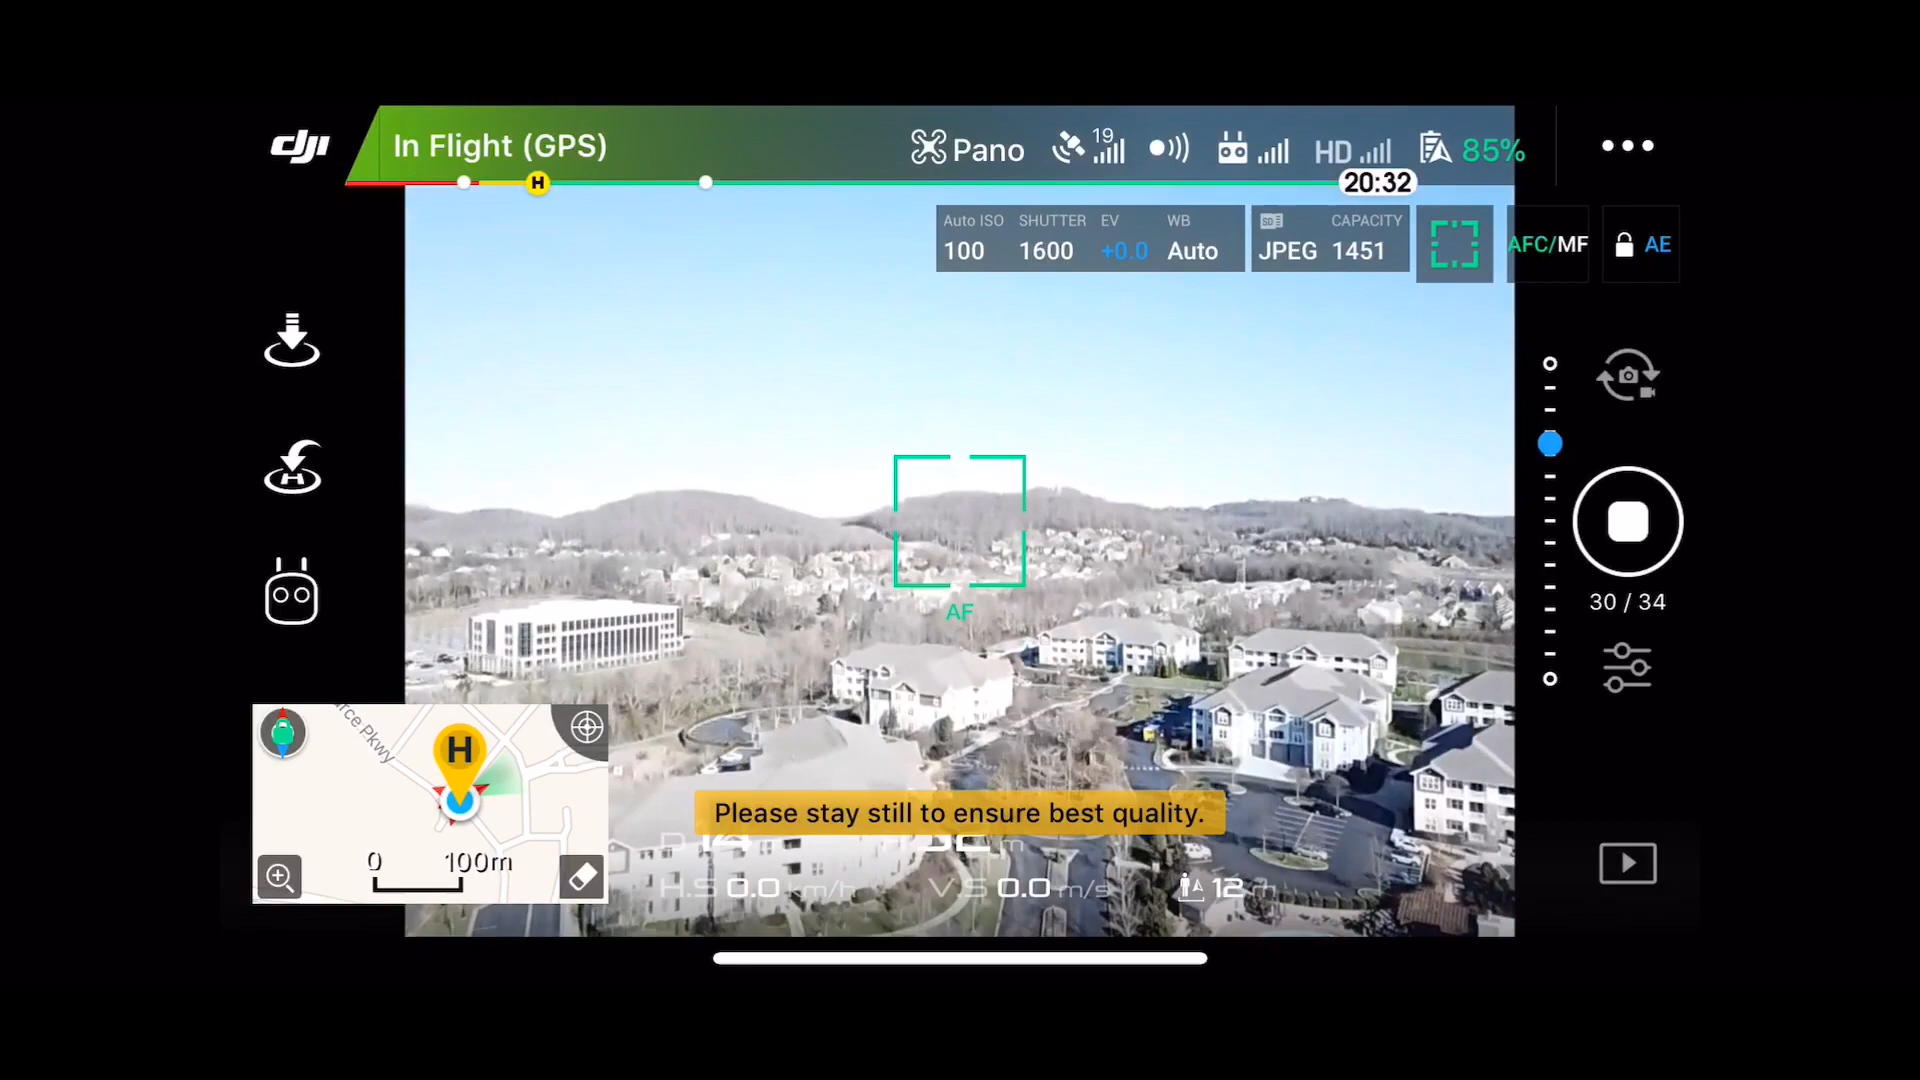 dji
In Flight (GPS)
Pano
19
HD
85%
H
20:32
Auto ISO SHUTTER EV WB
100 1600 +0.0 Auto
SD CAPACITY
JPEG 1451
AFC/MF
AE
AF
30 / 34
H
0 100m
Please stay still to ensure best quality.
H.S 0.0 km/h V.S 0.0 m/s 12 m